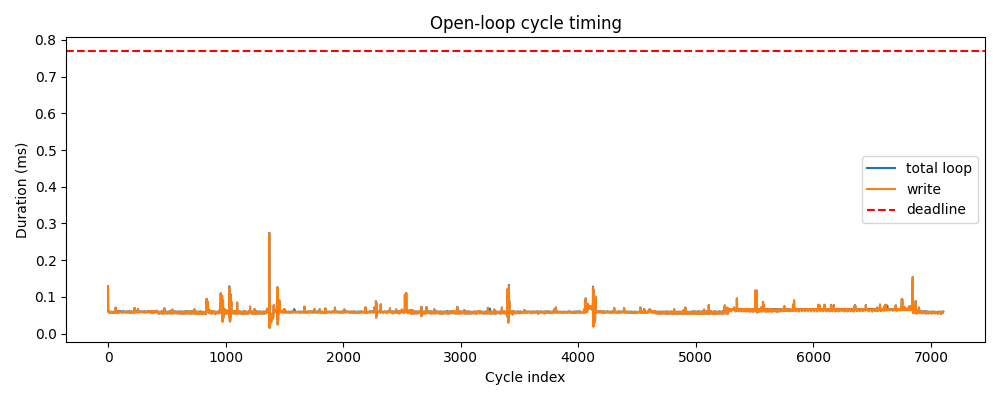 Open-loop cycle timing
Duration (ms)
0.8
0.7
0.6
0.5
0.4
0.3
0.2
0.1
0.0
total loop
write
deadline
0 1000 2000 3000 4000 5000 6000 7000
Cycle index